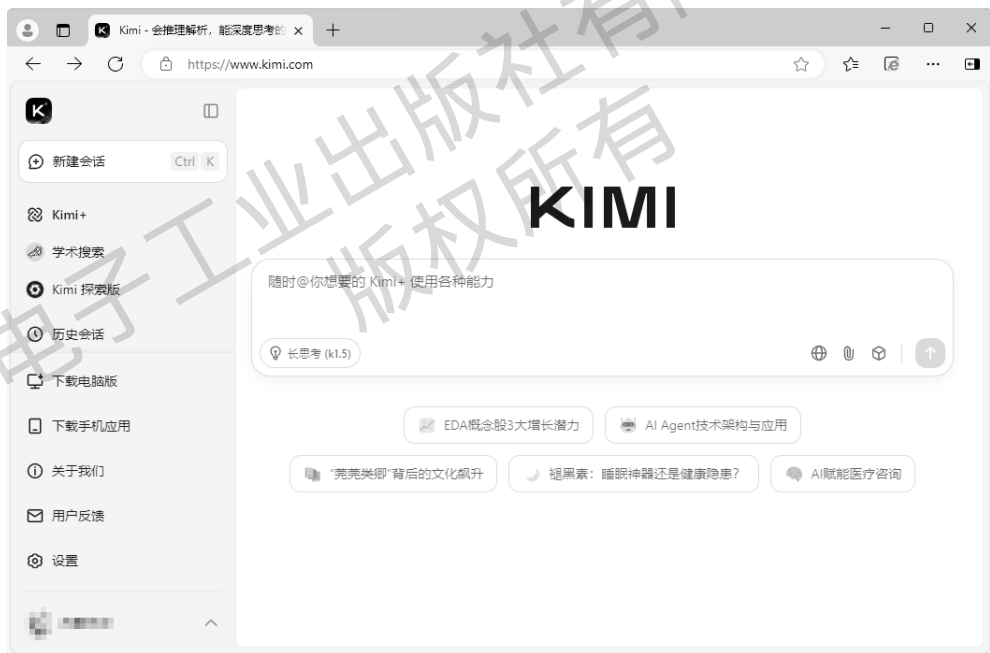 Kimi - 会推理解析，能深度思考的
https://www.kimi.com
新建会话 Ctrl K
Kimi+
学术搜索
Kimi 探索版
历史会话
下载电脑版
下载手机应用
关于我们
用户反馈
设置
KIMI
随时@你想要的 Kimi+ 使用各种能力
长思考 (k1.5)
EDA概念股3大增长潜力
AI Agent技术架构与应用
"莞莞类卿"背后的文化飙升
褪黑素：睡眠神器还是健康隐患？
AI赋能医疗咨询
电子工业出版社有
版权所有